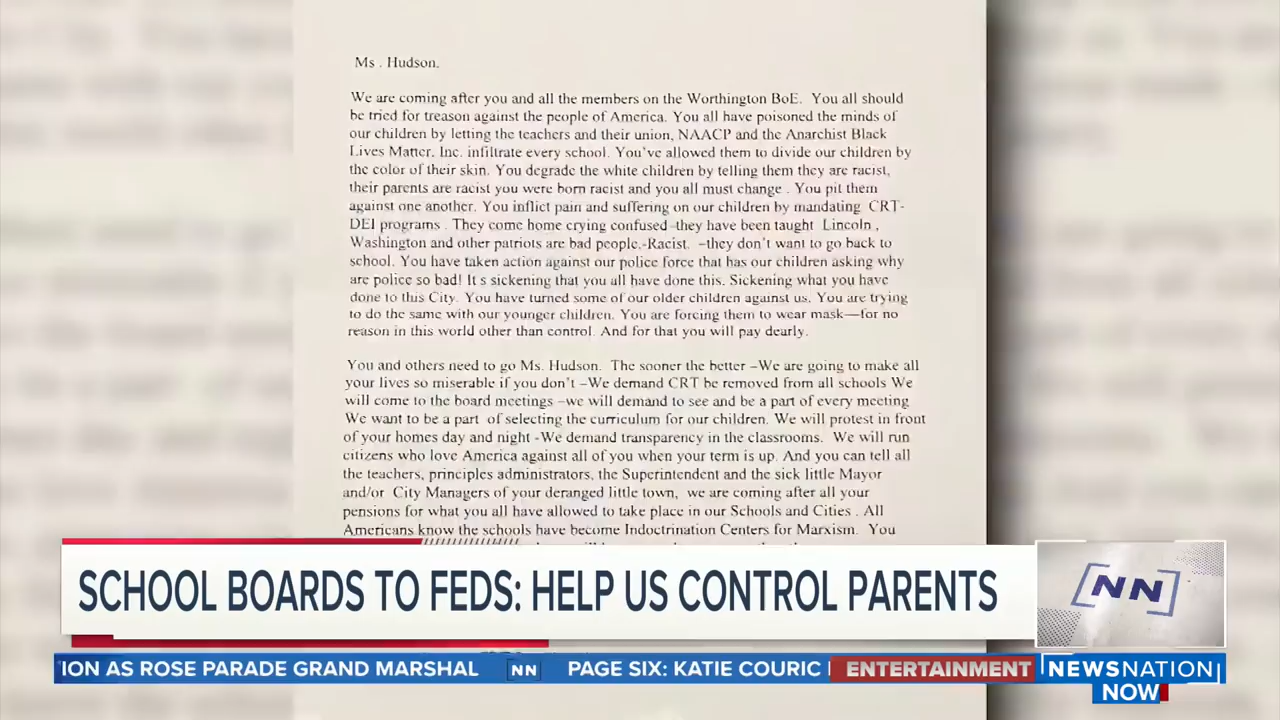 Ms . Hudson.
We are coming after you and all the members on the Worthington BoE. You all should
be tried for treason against the people of America. You all have poisoned the minds of
our children by letting the teachers and their union, NAACP and the Anarchist Black
Lives Matter, Inc. infiltrate every school. You've allowed them to divide our children by
the color of their skin. You degrade the white children by telling them they are racist,
their parents are racist you were born racist and you all must change . You pit them
against one another. You inflict pain and suffering on our children by mandating CRT-
DEI programs . They come home crying confused –they have been taught Lincoln ,
Washington and other patriots are bad people,-Racist. –they don't want to go back to
school. You have taken action against our police force that has our children asking why
are police so bad! It s sickening that you all have done this. Sickening what you have
done to this City. You have turned some of our older children against us. You are trying
to do the same with our younger children. You are forcing them to wear mask—for no
reason in this world other than control. And for that you will pay dearly.
You and others need to go Ms. Hudson. The sooner the better –We are going to make all
your lives so miserable if you don't –We demand CRT be removed from all schools We
will come to the board meetings –we will demand to see and be a part of every meeting
We want to be a part of selecting the curriculum for our children. We will protest in front
of your homes day and night -We demand transparency in the classrooms. We will run
citizens who love America against all of you when your term is up. And you can tell all
the teachers, principles administrators, the Superintendent and the sick little Mayor
and/or City Managers of your deranged little town, we are coming after all your
pensions for what you all have allowed to take place in our Schools and Cities . All
Americans know the schools have become Indoctrination Centers for Marxism. You
SCHOOL BOARDS TO FEDS: HELP US CONTROL PARENTS
NN
ION AS ROSE PARADE GRAND MARSHAL NN PAGE SIX: KATIE COURIC ENTERTAINMENT NEWSNATION
NOW